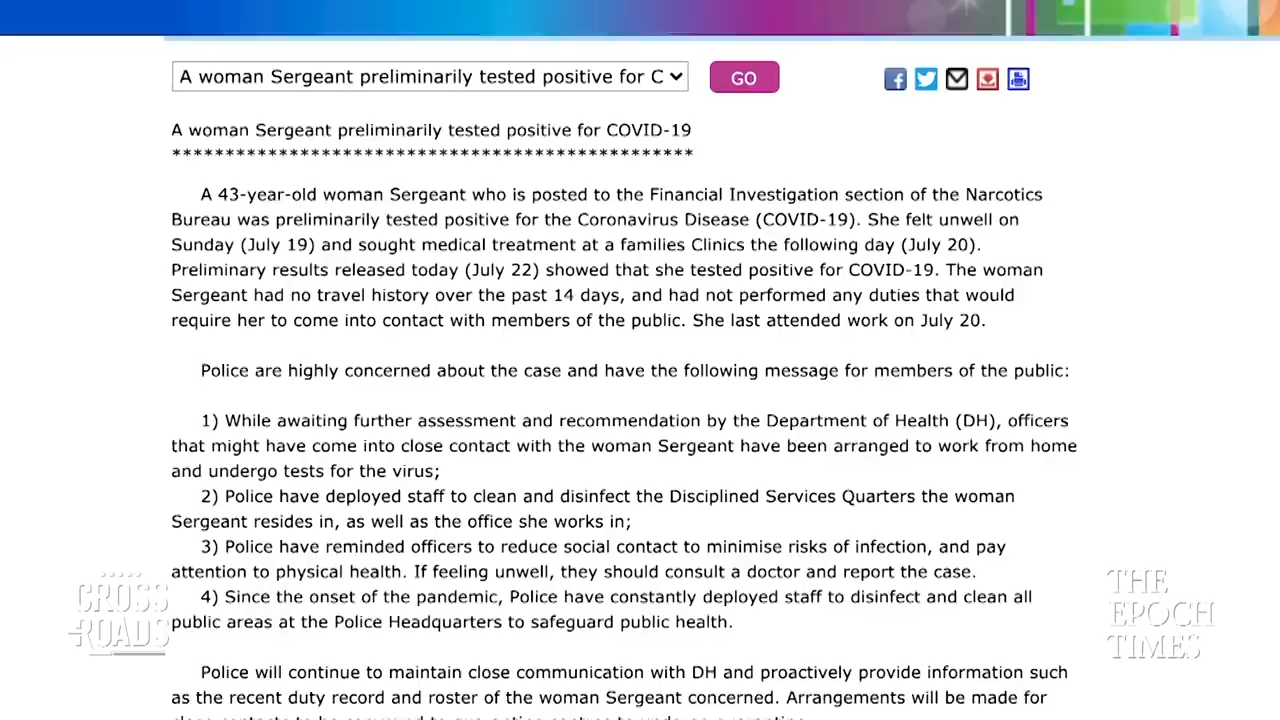 A woman Sergeant preliminarily tested positive for C
GO
A woman Sergeant preliminarily tested positive for COVID-19
*************************************************
A 43-year-old woman Sergeant who is posted to the Financial Investigation section of the Narcotics
Bureau was preliminarily tested positive for the Coronavirus Disease (COVID-19). She felt unwell on
Sunday (July 19) and sought medical treatment at a families Clinics the following day (July 20).
Preliminary results released today (July 22) showed that she tested positive for COVID-19. The woman
Sergeant had no travel history over the past 14 days, and had not performed any duties that would
require her to come into contact with members of the public. She last attended work on July 20.
Police are highly concerned about the case and have the following message for members of the public:
1) While awaiting further assessment and recommendation by the Department of Health (DH), officers
that might have come into close contact with the woman Sergeant have been arranged to work from home
and undergo tests for the virus;
2) Police have deployed staff to clean and disinfect the Disciplined Services Quarters the woman
Sergeant resides in, as well as the office she works in;
3) Police have reminded officers to reduce social contact to minimise risks of infection, and pay
attention to physical health. If feeling unwell, they should consult a doctor and report the case.
4) Since the onset of the pandemic, Police have constantly deployed staff to disinfect and clean all
public areas at the Police Headquarters to safeguard public health.
Police will continue to maintain close communication with DH and proactively provide information such
as the recent duty record and roster of the woman Sergeant concerned. Arrangements will be made for
CROSS
ROADS
THE
EPOCH
TIMES